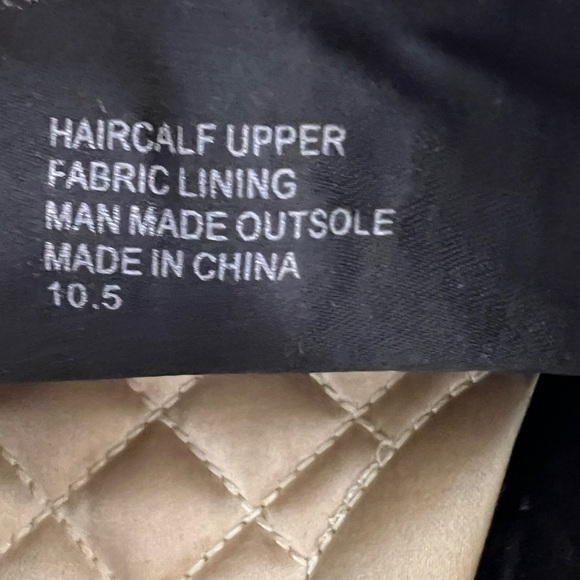 HAIRCALF UPPER
FABRIC LINING
MAN MADE OUTSOLE
MADE IN CHINA
10.5